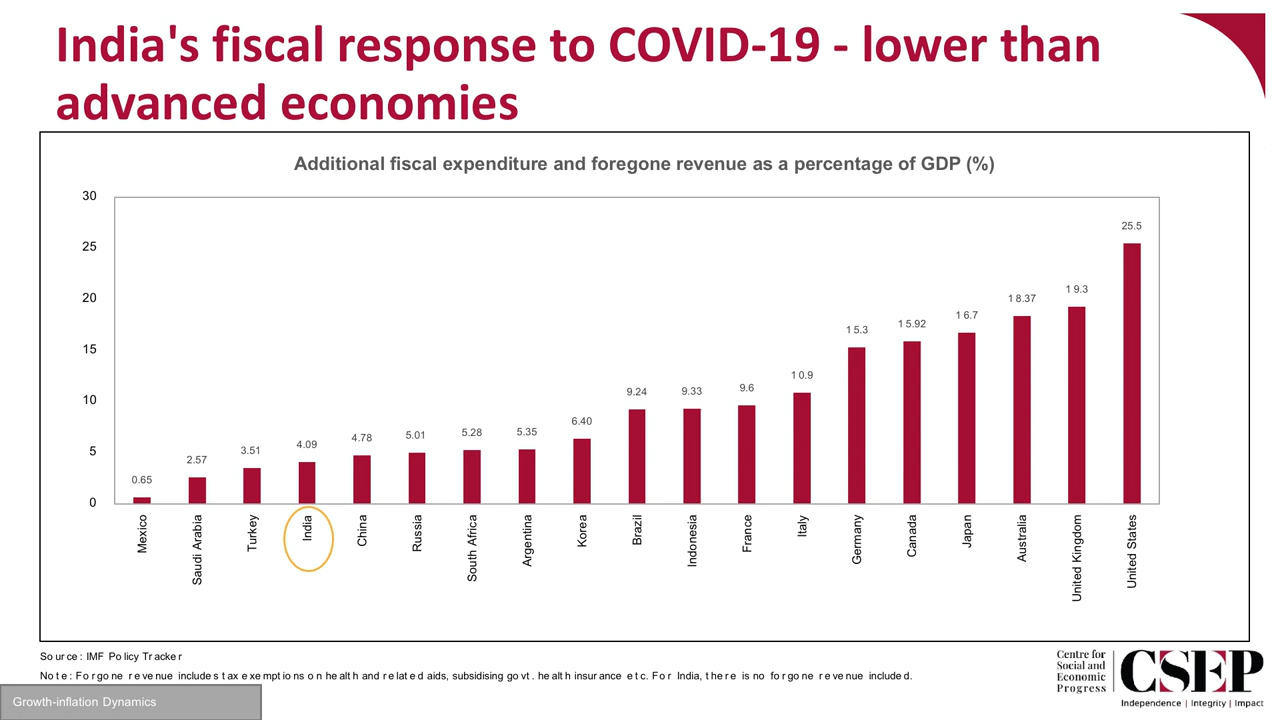 India's fiscal response to COVID-19 - lower than
advanced economies
Additional fiscal expenditure and foregone revenue as a percentage of GDP (%)
30
25
20
15
10
5
0
0.65
2.57
3.51
4.09
4.78
5.01
5.28
5.35
6.40
9.24
9.33
9.6
10.9
15.3
15.92
16.7
18.37
19.3
25.5
Mexico
Saudi Arabia
Turkey
India
China
Russia
South Africa
Argentina
Korea
Brazil
Indonesia
France
Italy
Germany
Canada
Japan
Australia
United Kingdom
United States
Source: IMF Policy Tracker
Note: Forgone revenue includes tax exemptions on health and related aids, subsidising govt. health insurance etc. For India, there is no forgone revenue included.
Growth-inflation Dynamics
Centre for
Social and
Economic
Progress
CSEP
Independence | Integrity | Impact